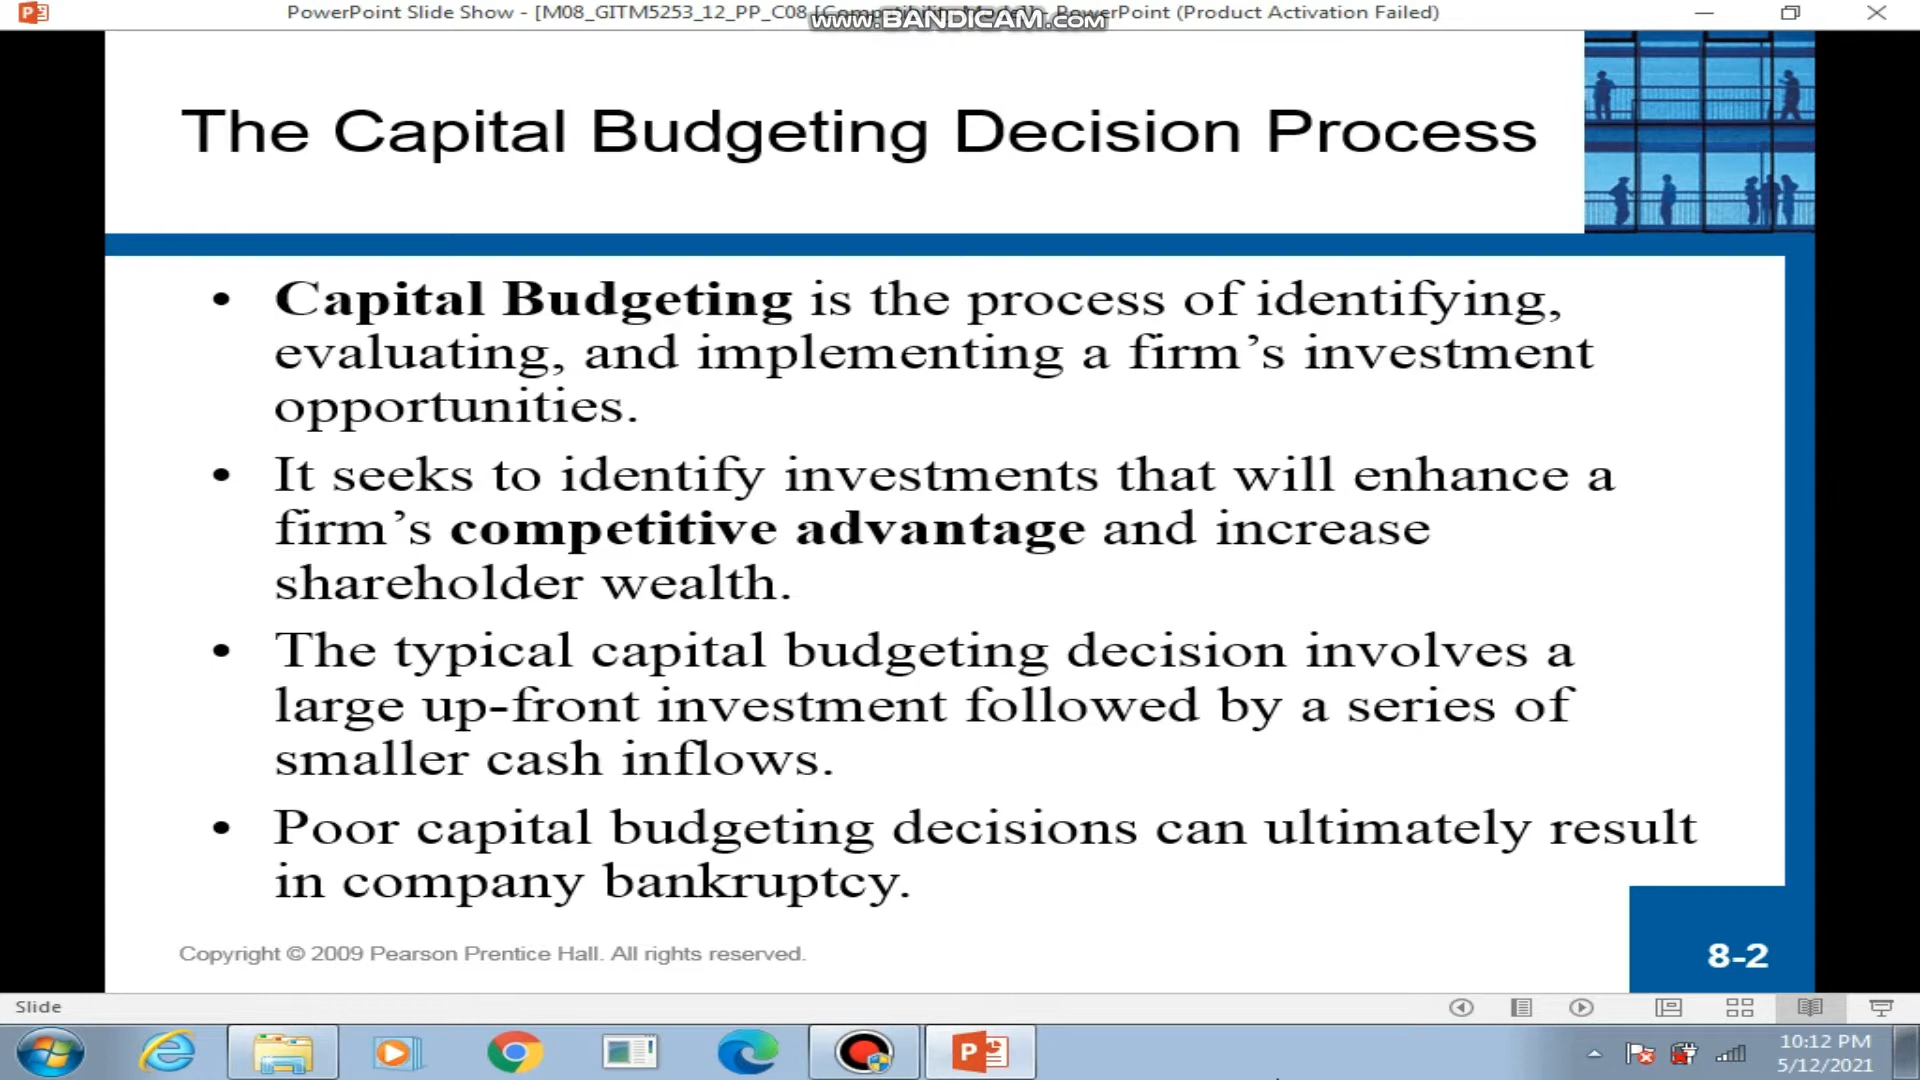 PowerPoint Slide Show - [M08_GITM5253_12_PP_C08 [Compatibility Mode]] - PowerPoint (Product Activation Failed)
www.BANDICAM.com
The Capital Budgeting Decision Process
• Capital Budgeting is the process of identifying,
evaluating, and implementing a firm’s investment
opportunities.
• It seeks to identify investments that will enhance a
firm’s competitive advantage and increase
shareholder wealth.
• The typical capital budgeting decision involves a
large up-front investment followed by a series of
smaller cash inflows.
• Poor capital budgeting decisions can ultimately result
in company bankruptcy.
Copyright © 2009 Pearson Prentice Hall. All rights reserved.
8-2
Slide
10:12 PM
5/12/2021